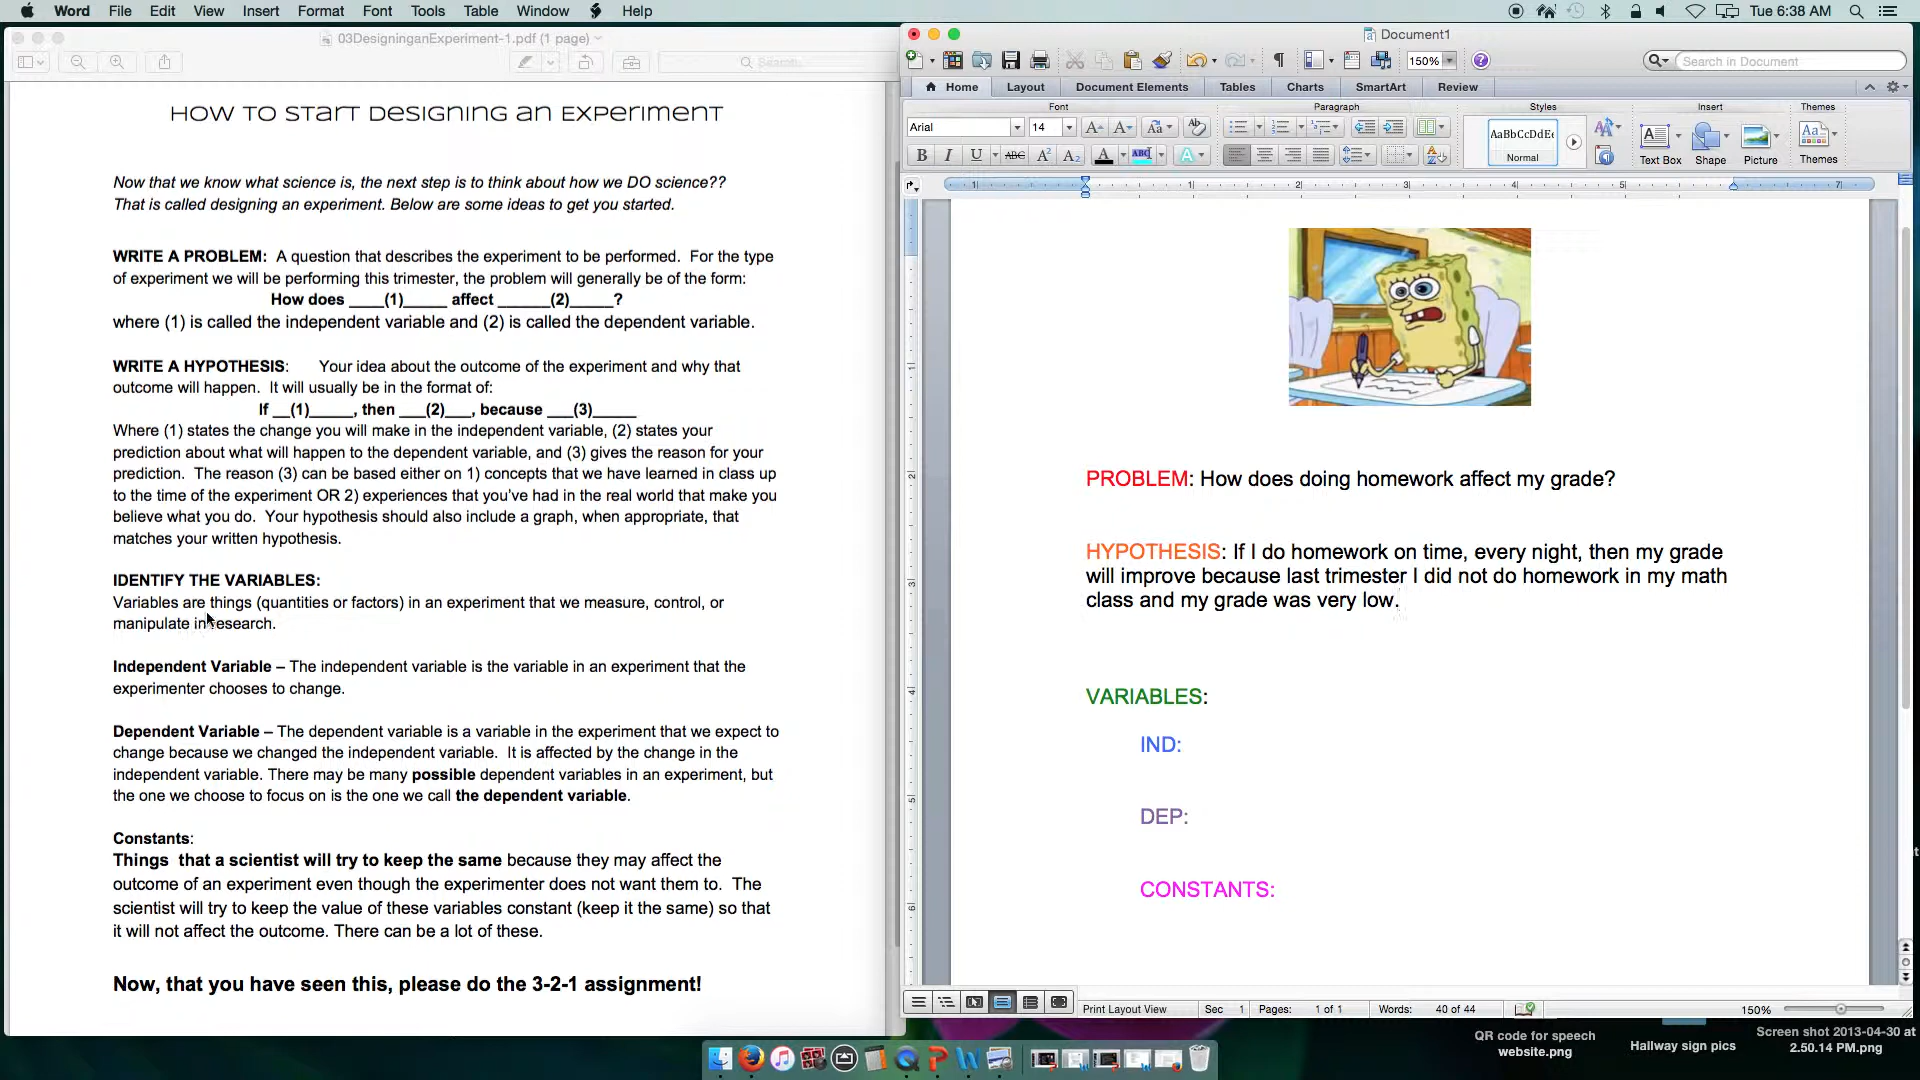 Word File Edit View Insert Format Font Tools Table Window Help
Tue 6:38 AM
03DesigninganExperiment-1.pdf (1 page)
Search
How to Start Designing an Experiment
Now that we know what science is, the next step is to think about how we DO science??
That is called designing an experiment. Below are some ideas to get you started.
WRITE A PROBLEM: A question that describes the experiment to be performed. For the type
of experiment we will be performing this trimester, the problem will generally be of the form:
How does ____(1)_____ affect ______(2)_____?
where (1) is called the independent variable and (2) is called the dependent variable.
WRITE A HYPOTHESIS: Your idea about the outcome of the experiment and why that
outcome will happen. It will usually be in the format of:
If __(1)_____, then ___(2)___, because ___(3)_____
Where (1) states the change you will make in the independent variable, (2) states your
prediction about what will happen to the dependent variable, and (3) gives the reason for your
prediction. The reason (3) can be based either on 1) concepts that we have learned in class up
to the time of the experiment OR 2) experiences that you've had in the real world that make you
believe what you do. Your hypothesis should also include a graph, when appropriate, that
matches your written hypothesis.
IDENTIFY THE VARIABLES:
Variables are things (quantities or factors) in an experiment that we measure, control, or
manipulate in research.
Independent Variable – The independent variable is the variable in an experiment that the
experimenter chooses to change.
Dependent Variable – The dependent variable is a variable in the experiment that we expect to
change because we changed the independent variable. It is affected by the change in the
independent variable. There may be many possible dependent variables in an experiment, but
the one we choose to focus on is the one we call the dependent variable.
Constants:
Things that a scientist will try to keep the same because they may affect the
outcome of an experiment even though the experimenter does not want them to. The
scientist will try to keep the value of these variables constant (keep it the same) so that
it will not affect the outcome. There can be a lot of these.
Now, that you have seen this, please do the 3-2-1 assignment!
Document1
150%
Search in Document
Home Layout Document Elements Tables Charts SmartArt Review
Font Paragraph Styles Insert Themes
Arial 14
AaBbCcDdEe
Normal
Text Box Shape Picture Themes
1 1 2 3 4 5 7
PROBLEM: How does doing homework affect my grade?
HYPOTHESIS: If I do homework on time, every night, then my grade
will improve because last trimester I did not do homework in my math
class and my grade was very low.
VARIABLES:
IND:
DEP:
CONSTANTS:
Print Layout View Sec 1 Pages: 1 of 1 Words: 40 of 44 150%
QR code for speech
website.png
Hallway sign pics
Screen shot 2013-04-30 at
2.50.14 PM.png